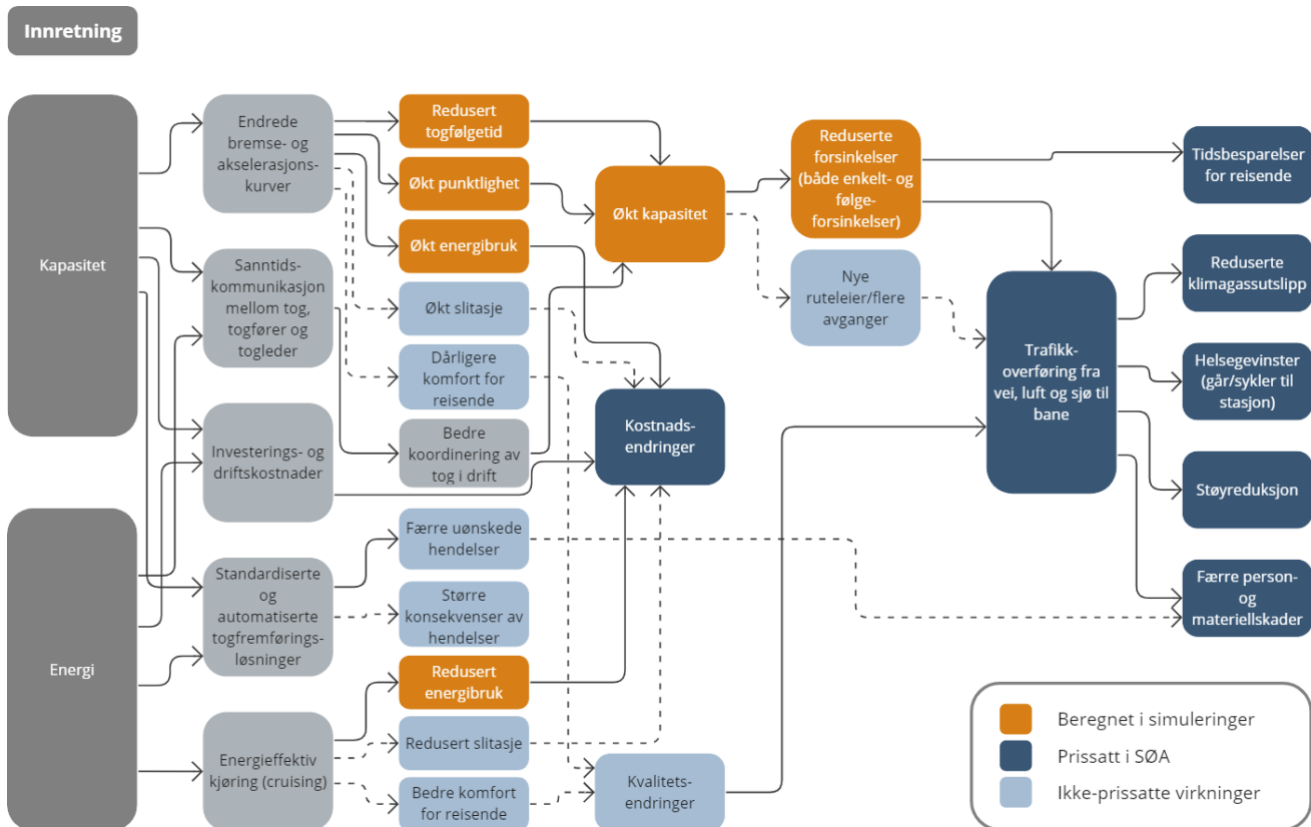 Innretning
Kapasitet
Energi
Endrede
bremse- og
akselerasjons-
kurver
Sanntids-
kommunikasjon
mellom tog,
togfører og
togleder
Investerings- og
driftskostnader
Standardiserte
og
automatiserte
togfremførings-
løsninger
Energieffektiv
kjøring (cruising)
Redusert
togfølgetid
Økt punktlighet
Økt energibruk
Økt slitasje
Dårligere
komfort for
reisende
Bedre
koordinering av
tog i drift
Færre uønskede
hendelser
Større
konsekvenser av
hendelser
Redusert
energibruk
Redusert slitasje
Bedre komfort
for reisende
Økt kapasitet
Kostnads-
endringer
Kvalitets-
endringer
Reduserte
forsinkelser
(både enkelt- og
følge-
forsinkelser)
Nye
ruteleier/flere
avganger
Trafikk-
overføring fra
vei, luft og sjø til
bane
Tidsbesparelser
for reisende
Reduserte
klimagassutslipp
Helsegevinster
(går/sykler til
stasjon)
Støyreduksjon
Færre person-
og
materiellskader
Beregnet i simuleringer
Prissatt i SØA
Ikke-prissatte virkninger